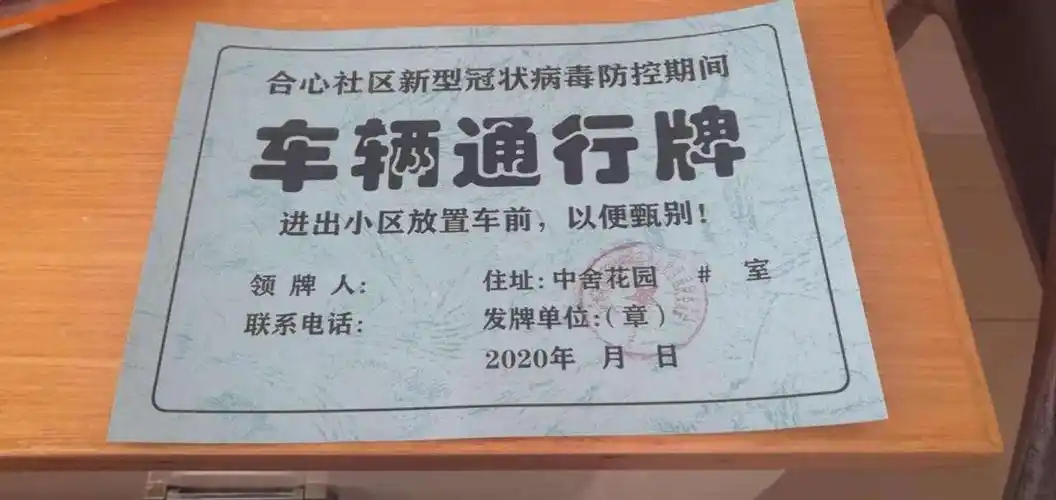 合心社区新型冠状病毒防控期间
车辆通行牌
进出小区放置车前，以便甄别！
领 牌 人： 住址：中舍花园 # 室
联系电话： 发牌单位：（章）
2020年 月 日